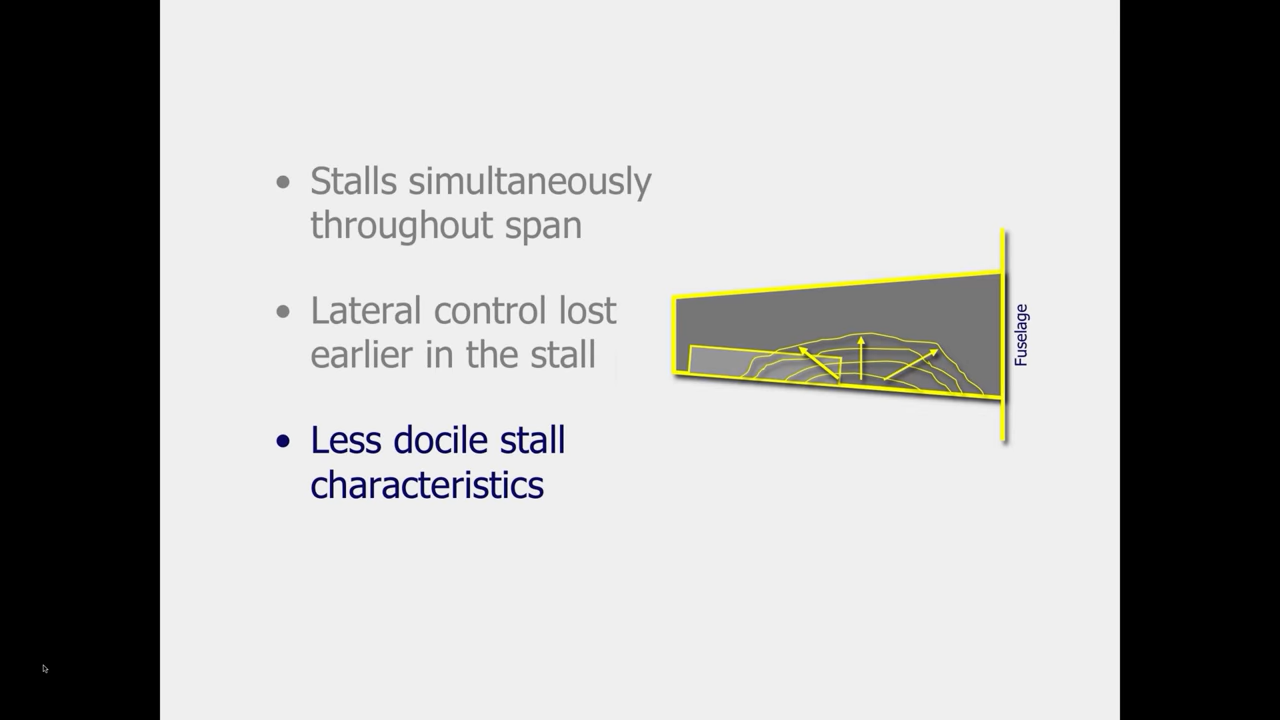 • Stalls simultaneously
throughout span
• Lateral control lost
earlier in the stall
• Less docile stall
characteristics
Fuselage